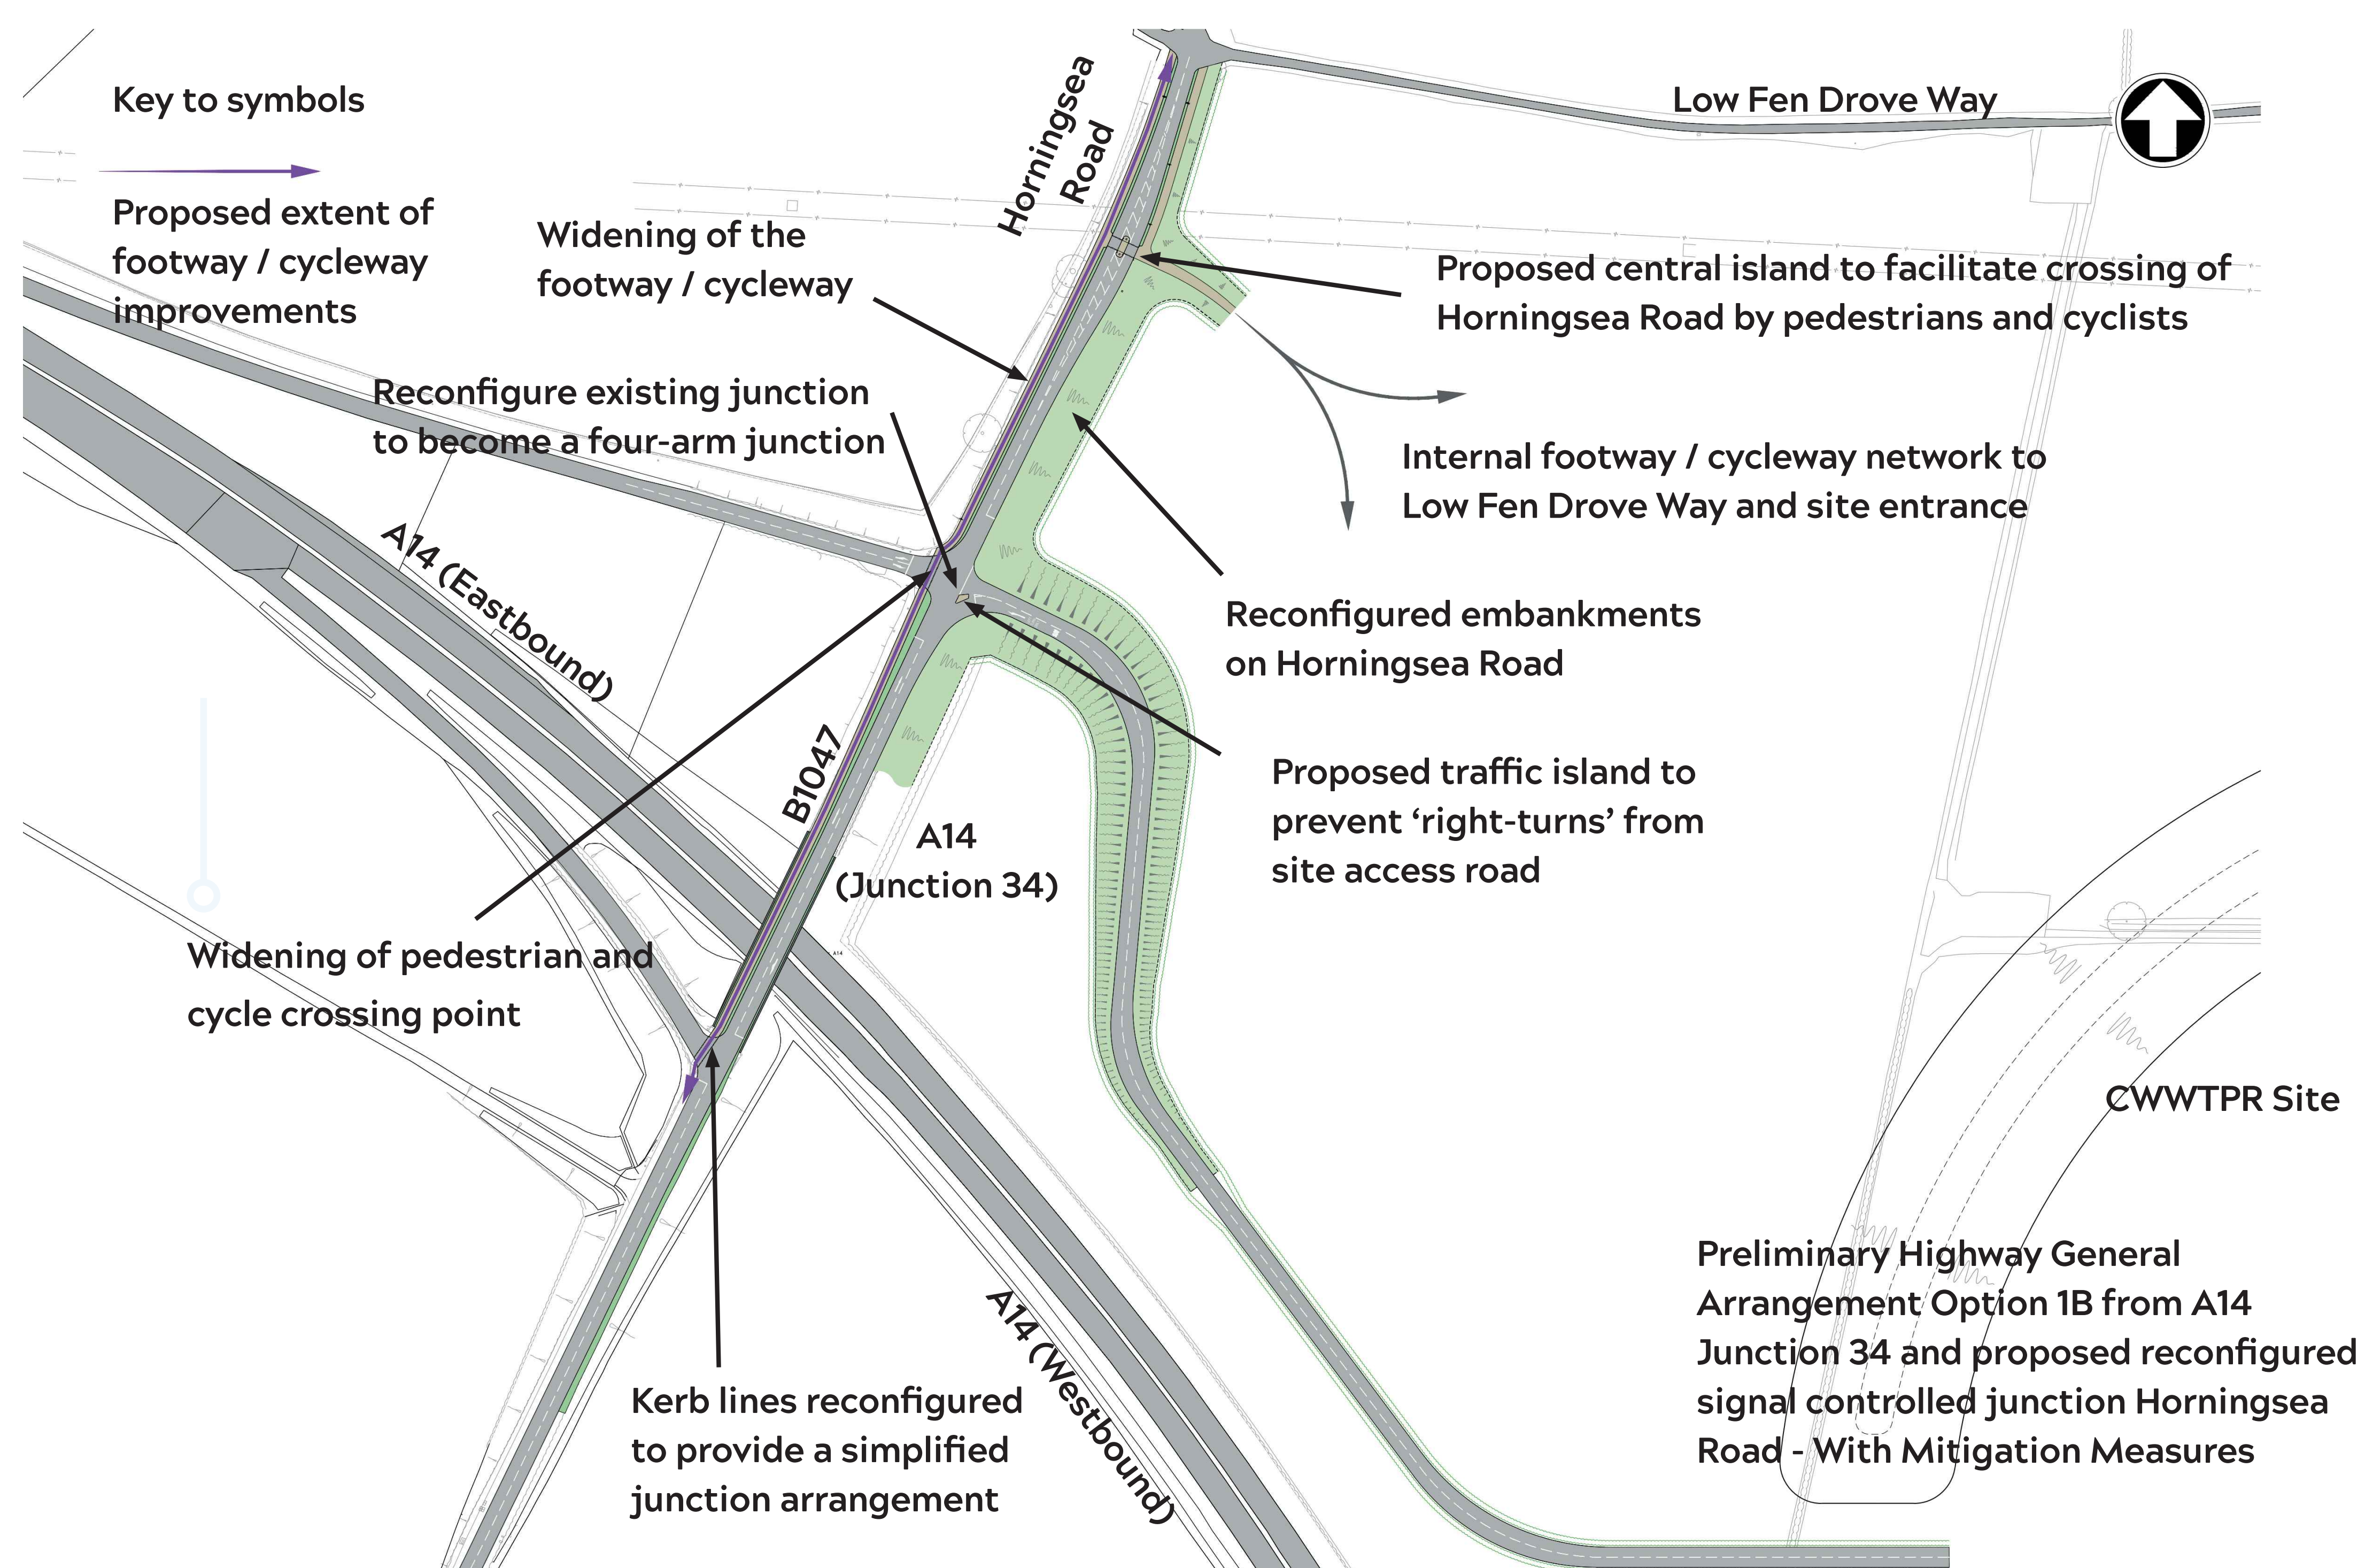 Key to symbols
Proposed extent of
footway / cycleway
improvements
Horningsea
Road
Low Fen Drove Way
Widening of the
footway / cycleway
Proposed central island to facilitate crossing of
Horningsea Road by pedestrians and cyclists
Reconfigure existing junction
to become a four-arm junction
Internal footway / cycleway network to
Low Fen Drove Way and site entrance
A14 (Eastbound)
Reconfigured embankments
on Horningsea Road
B1047
Proposed traffic island to
prevent ‘right-turns’ from
site access road
A14
(Junction 34)
A14
Widening of pedestrian and
cycle crossing point
CWWTPR Site
A14 (Westbound)
Kerb lines reconfigured
to provide a simplified
junction arrangement
Preliminary Highway General
Arrangement Option 1B from A14
Junction 34 and proposed reconfigured
signal controlled junction Horningsea
Road - With Mitigation Measures